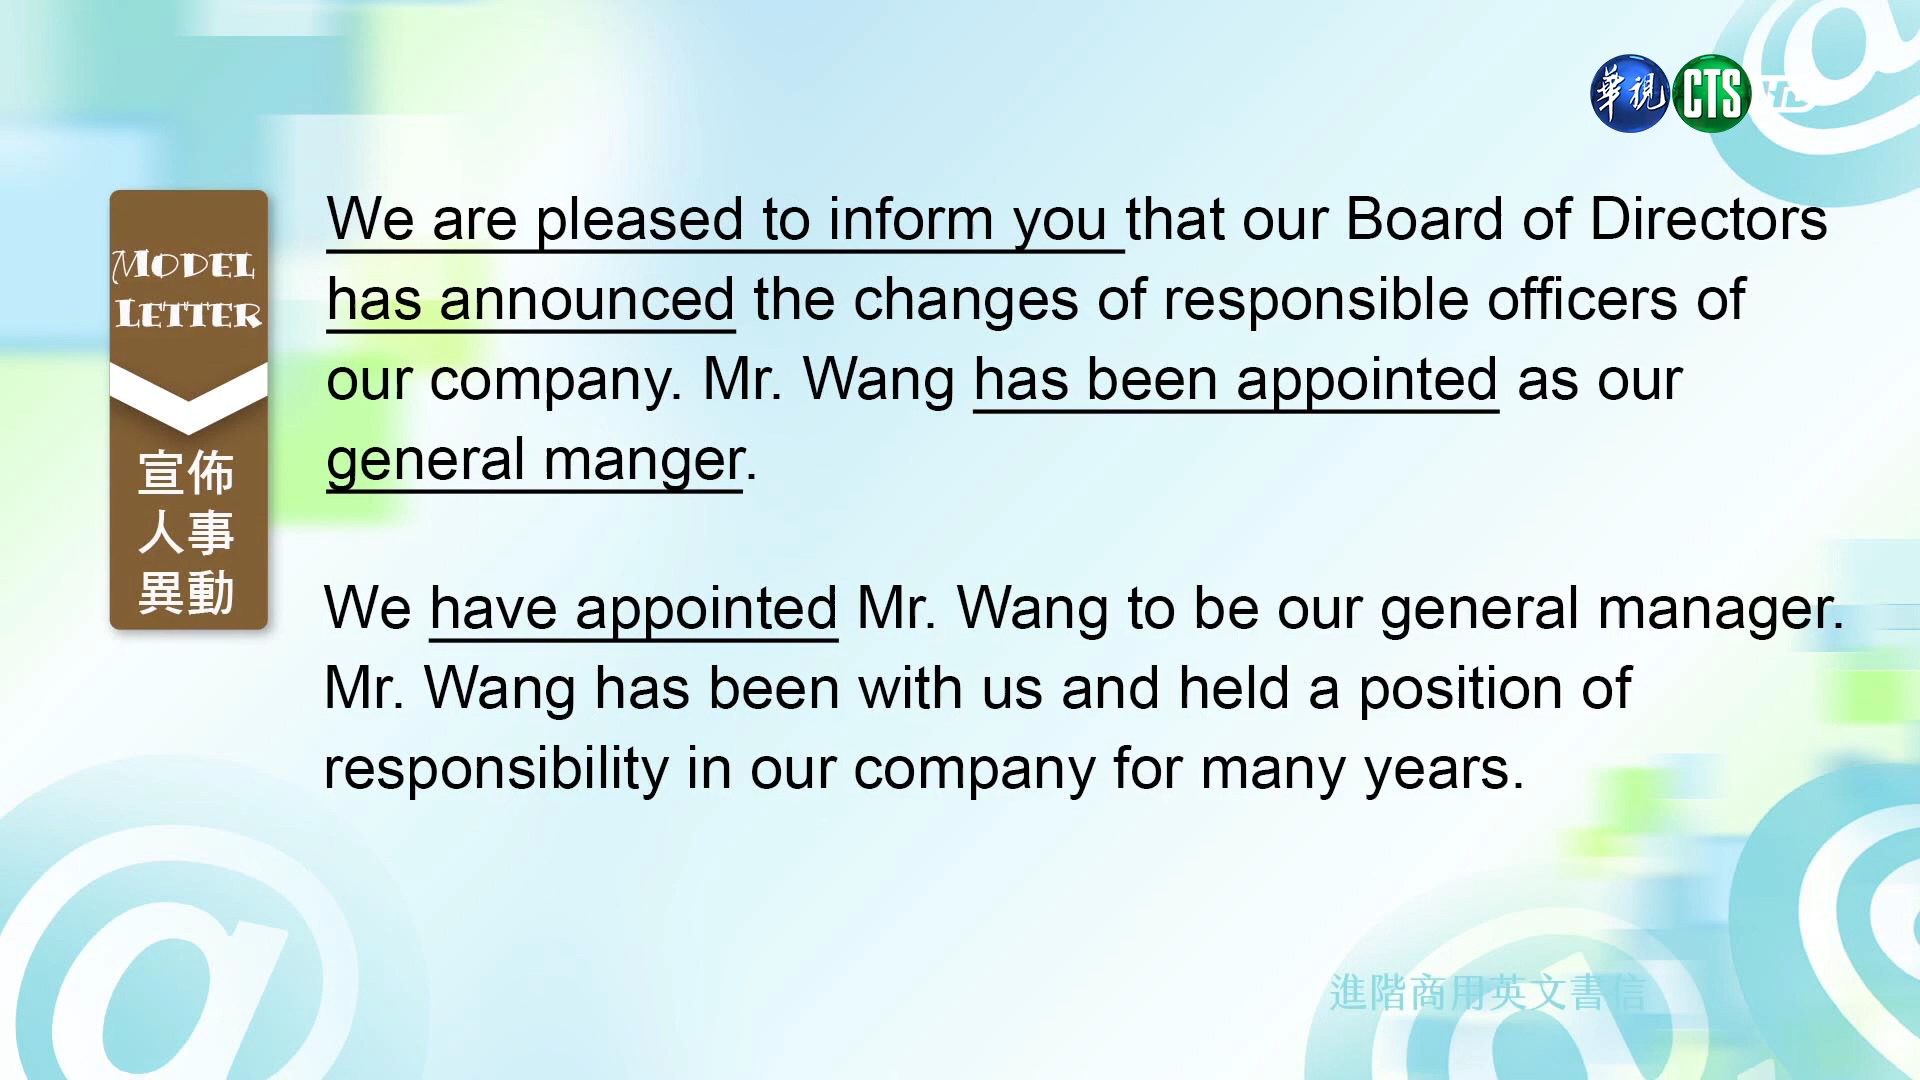 華視 CTS HD
MODEL
LETTER
宣佈
人事
異動
We are pleased to inform you that our Board of Directors
has announced the changes of responsible officers of
our company. Mr. Wang has been appointed as our
general manger.
We have appointed Mr. Wang to be our general manager.
Mr. Wang has been with us and held a position of
responsibility in our company for many years.
進階商用英文書信